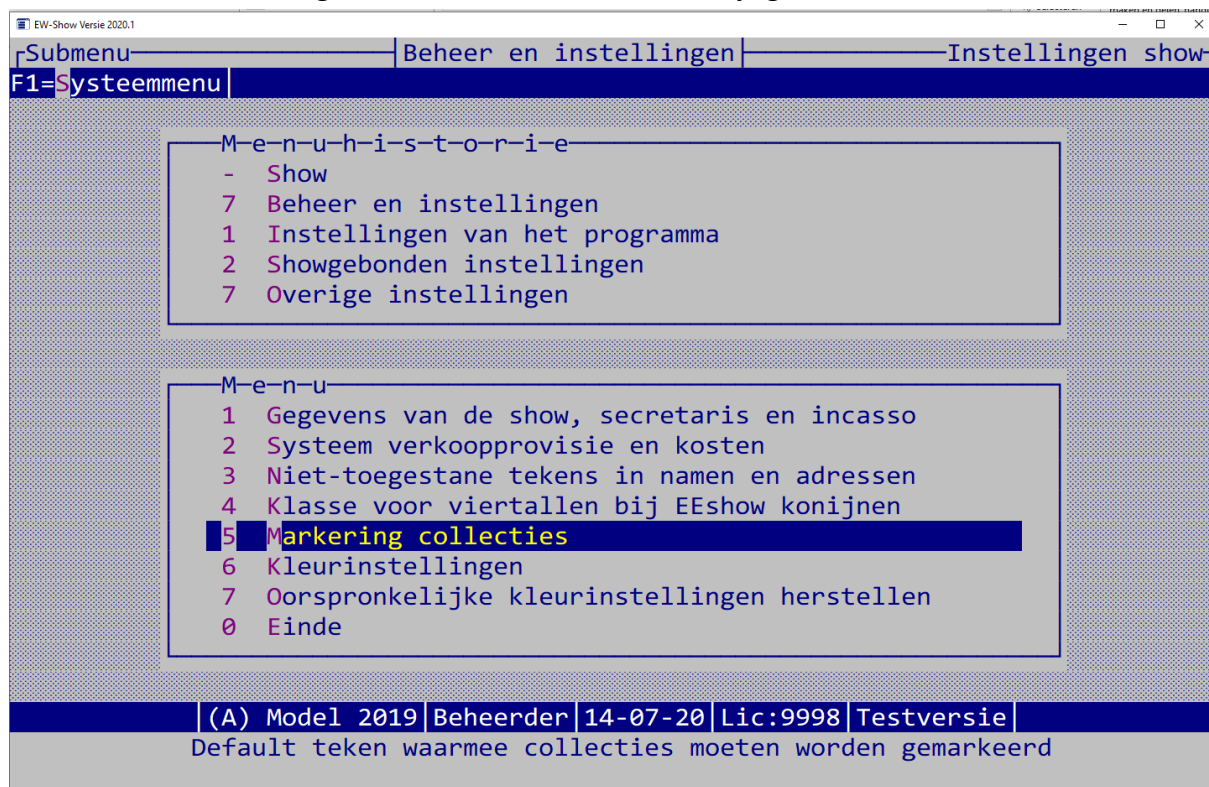 EW-Show Versie 2020.1
Submenu Beheer en instellingen Instellingen show
F1=Systeemmenu
M-e-n-u-h-i-s-t-o-r-i-e
- Show
7 Beheer en instellingen
1 Instellingen van het programma
2 Showgebonden instellingen
7 Overige instellingen
M-e-n-u
1 Gegevens van de show, secretaris en incasso
2 Systeem verkoopprovisie en kosten
3 Niet-toegestane tekens in namen en adressen
4 Klasse voor viertallen bij EEshow konijnen
5 Markering collecties
6 Kleurinstellingen
7 Oorspronkelijke kleurinstellingen herstellen
0 Einde
(A) Model 2019|Beheerder|14-07-20|Lic:9998|Testversie|
Default teken waarmee collecties moeten worden gemarkeerd